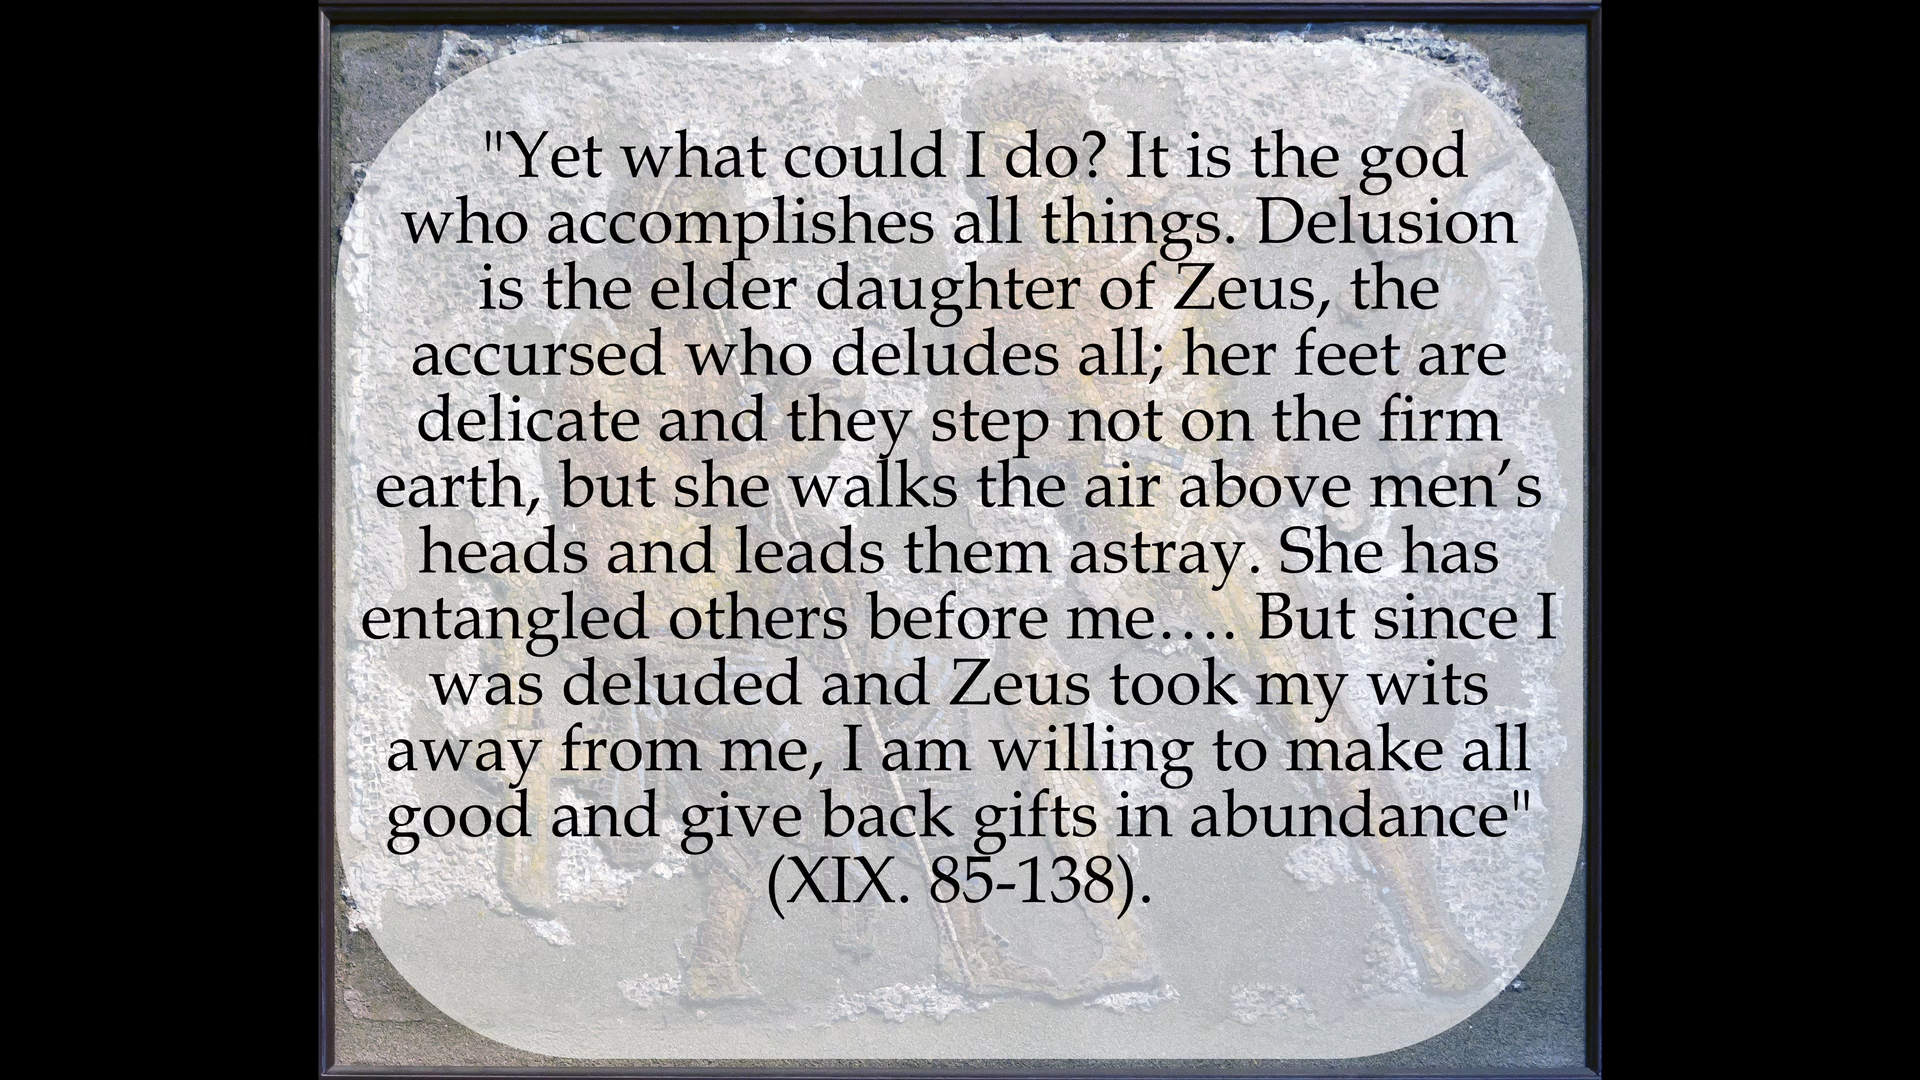 "Yet what could I do? It is the god
who accomplishes all things. Delusion
is the elder daughter of Zeus, the
accursed who deludes all; her feet are
delicate and they step not on the firm
earth, but she walks the air above men’s
heads and leads them astray. She has
entangled others before me…. But since I
was deluded and Zeus took my wits
away from me, I am willing to make all
good and give back gifts in abundance"
(XIX. 85-138).